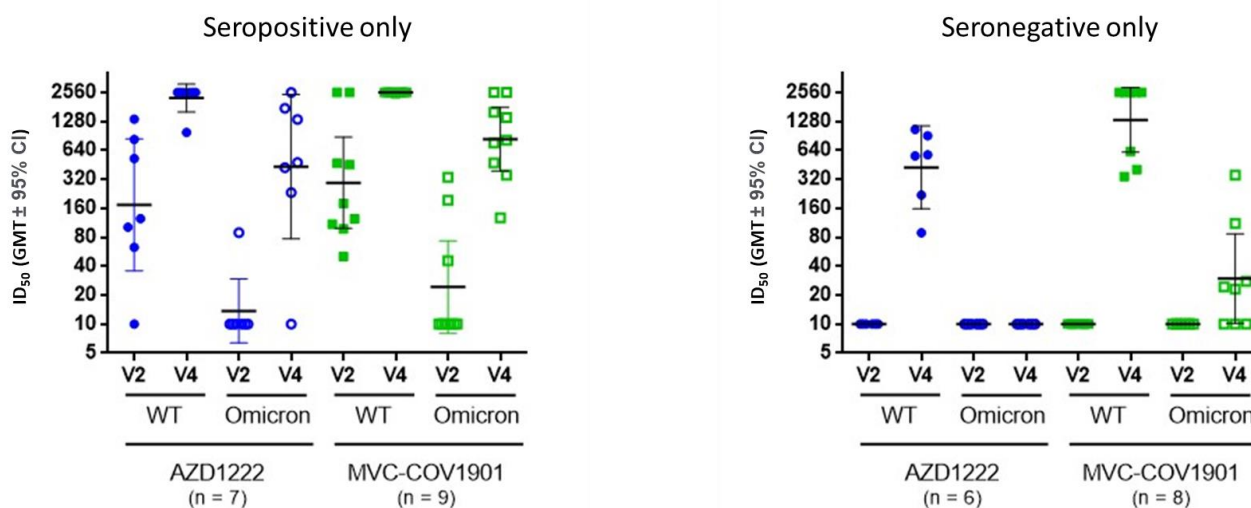 Seropositive only
ID50 (GMT ± 95% CI)
2560
1280
640
320
160
80
40
20
10
5
V2 V4 V2 V4 V2 V4 V2 V4
WT Omicron WT Omicron
AZD1222 MVC-COV1901
(n = 7) (n = 9)
Seronegative only
ID50 (GMT ± 95% CI)
2560
1280
640
320
160
80
40
20
10
5
V2 V4 V2 V4 V2 V4 V2 V4
WT Omicron WT Omicron
AZD1222 MVC-COV1901
(n = 6) (n = 8)